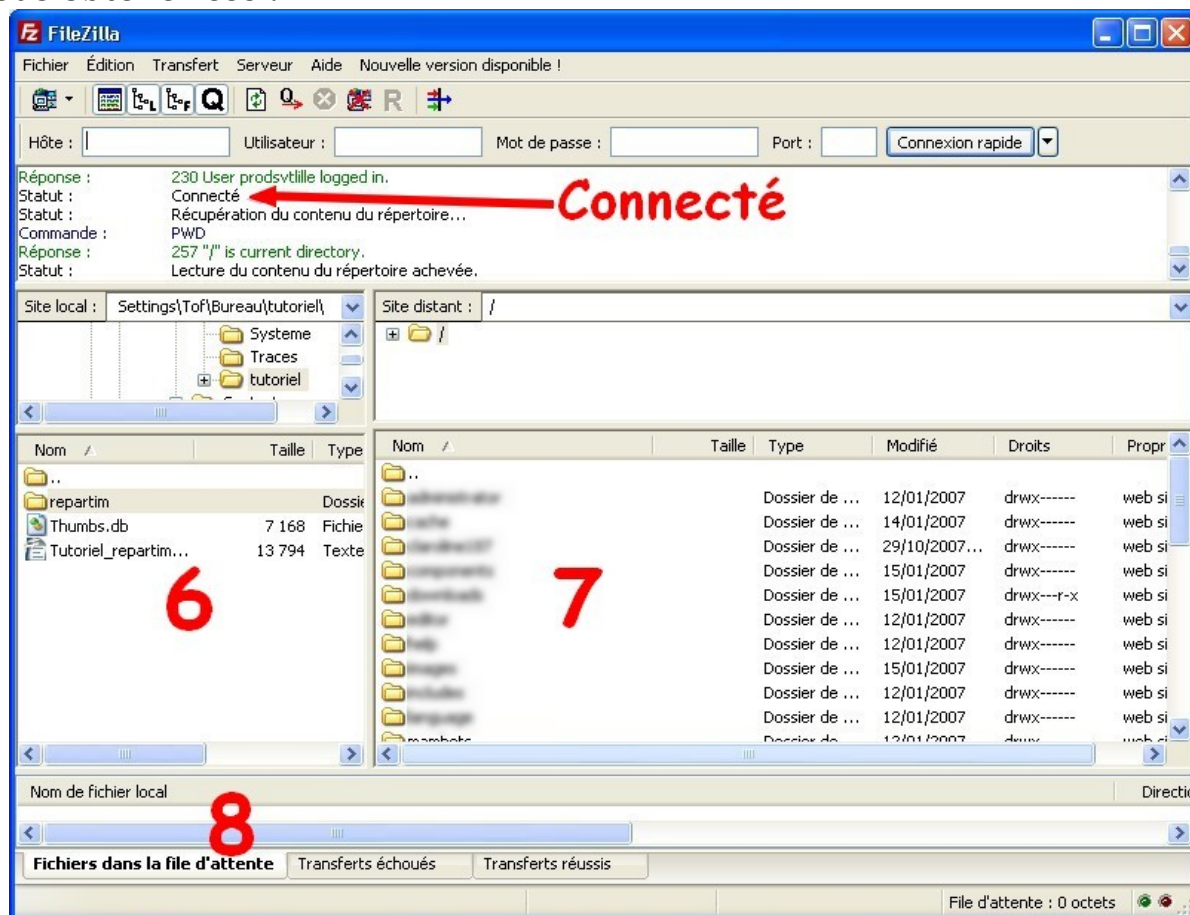 FileZilla
Fichier Édition Transfert Serveur Aide Nouvelle version disponible !
Hôte : Utilisateur : Mot de passe : Port : Connexion rapide
Réponse : 230 User prodsvtlille logged in.
Statut : Connecté
Connecté
Statut : Récupération du contenu du répertoire...
Commande : PWD
Réponse : 257 "/" is current directory.
Statut : Lecture du contenu du répertoire achevée.
Site local : Settings\Tof\Bureau\tutoriel\
Site distant : /
Systeme
Traces
tutoriel
/
Nom Taille Type
..
repartim Dossie
Thumbs.db 7 168 Fichie
Tutoriel_repartim... 13 794 Texte
6
Nom Taille Type Modifié Droits Propr
..
Dossier de ... 12/01/2007 drwx------ web si
Dossier de ... 14/01/2007 drwx------ web si
Dossier de ... 29/10/2007... drwx------ web si
Dossier de ... 15/01/2007 drwx------ web si
Dossier de ... 15/01/2007 drwx---r-x web si
Dossier de ... 12/01/2007 drwx------ web si
Dossier de ... 12/01/2007 drwx------ web si
Dossier de ... 15/01/2007 drwx------ web si
Dossier de ... 12/01/2007 drwx------ web si
Dossier de ... 12/01/2007 drwx------ web si
7
Nom de fichier local Directio
8
Fichiers dans la file d'attente Transferts échoués Transferts réussis
File d'attente : 0 octets